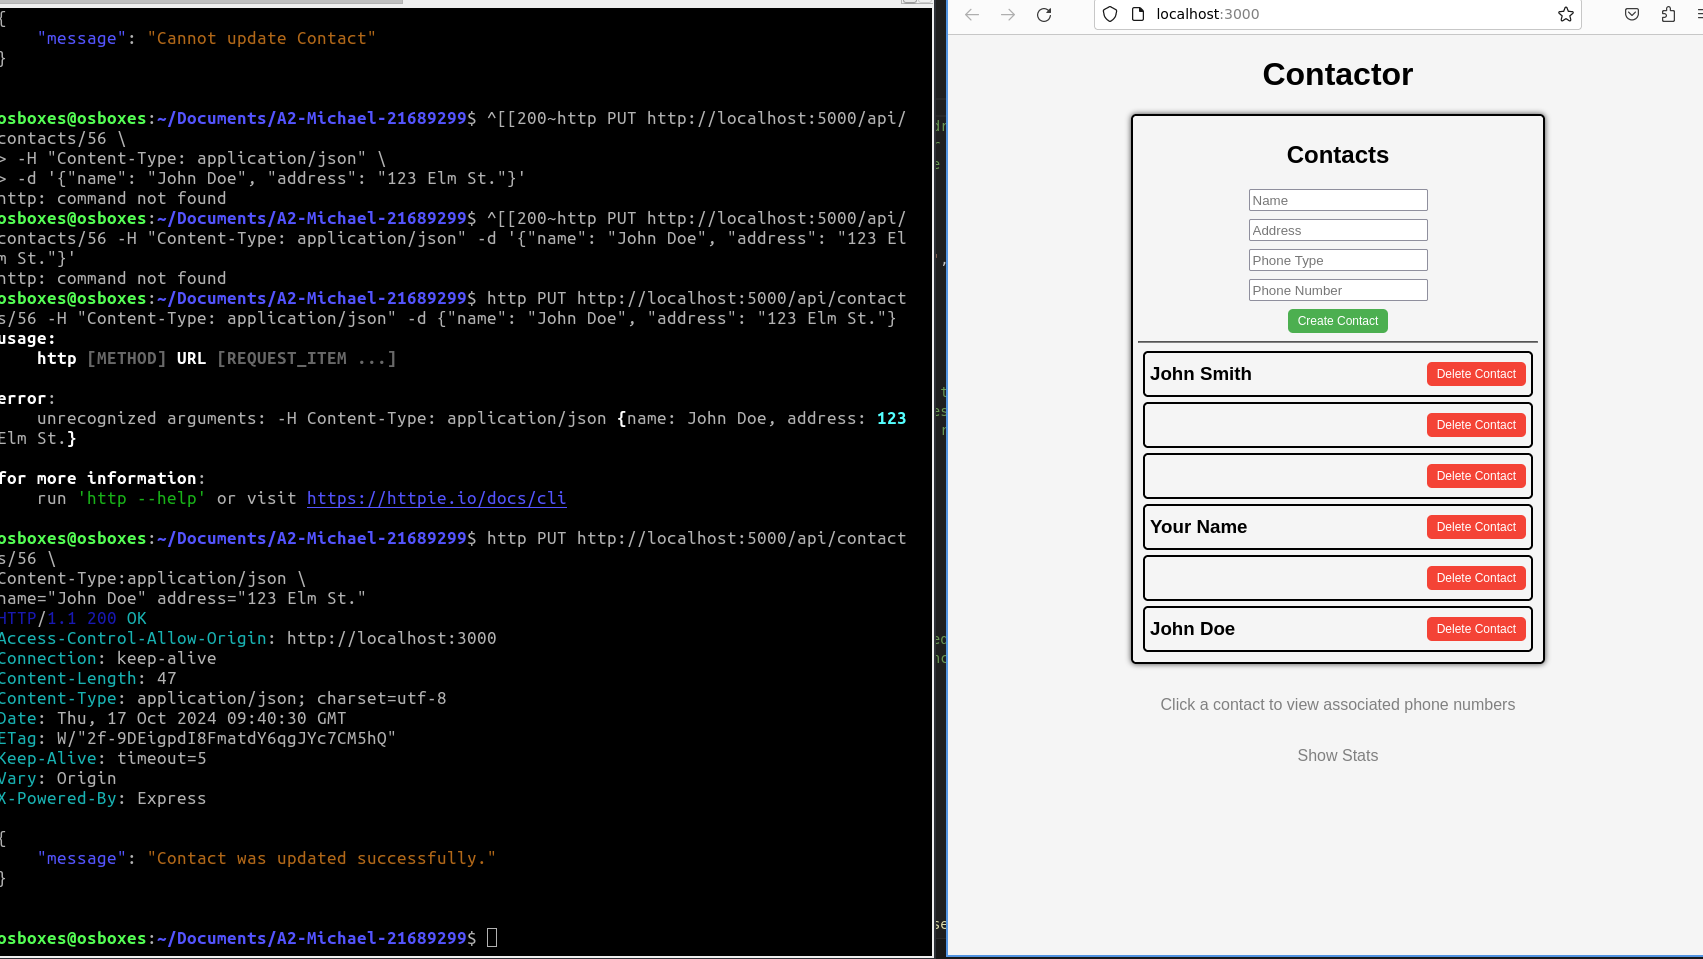 {
"message": "Cannot update Contact"
}
osboxes@osboxes:~/Documents/A2-Michael-21689299$ ^[[200~http PUT http://localhost:5000/api/
contacts/56 \
> -H "Content-Type: application/json" \
> -d '{"name": "John Doe", "address": "123 Elm St."}'
http: command not found
osboxes@osboxes:~/Documents/A2-Michael-21689299$ ^[[200~http PUT http://localhost:5000/api/
contacts/56 -H "Content-Type: application/json" -d '{"name": "John Doe", "address": "123 El
m St."}'
http: command not found
osboxes@osboxes:~/Documents/A2-Michael-21689299$ http PUT http://localhost:5000/api/contact
s/56 -H "Content-Type: application/json" -d {"name": "John Doe", "address": "123 Elm St."}
usage:
http [METHOD] URL [REQUEST_ITEM ...]
error:
unrecognized arguments: -H Content-Type: application/json {name: John Doe, address: 123
Elm St.}
for more information:
run 'http --help' or visit https://httpie.io/docs/cli
osboxes@osboxes:~/Documents/A2-Michael-21689299$ http PUT http://localhost:5000/api/contact
s/56 \
Content-Type:application/json \
name="John Doe" address="123 Elm St."
HTTP/1.1 200 OK
Access-Control-Allow-Origin: http://localhost:3000
Connection: keep-alive
Content-Length: 47
Content-Type: application/json; charset=utf-8
Date: Thu, 17 Oct 2024 09:40:30 GMT
ETag: W/"2f-9DEigpdI8FmatdY6qgJYc7CM5hQ"
Keep-Alive: timeout=5
Vary: Origin
X-Powered-By: Express
{
"message": "Contact was updated successfully."
}
osboxes@osboxes:~/Documents/A2-Michael-21689299$
localhost:3000
Contactor
Contacts
Name
Address
Phone Type
Phone Number
Create Contact
John Smith Delete Contact
Delete Contact
Delete Contact
Your Name Delete Contact
Delete Contact
John Doe Delete Contact
Click a contact to view associated phone numbers
Show Stats